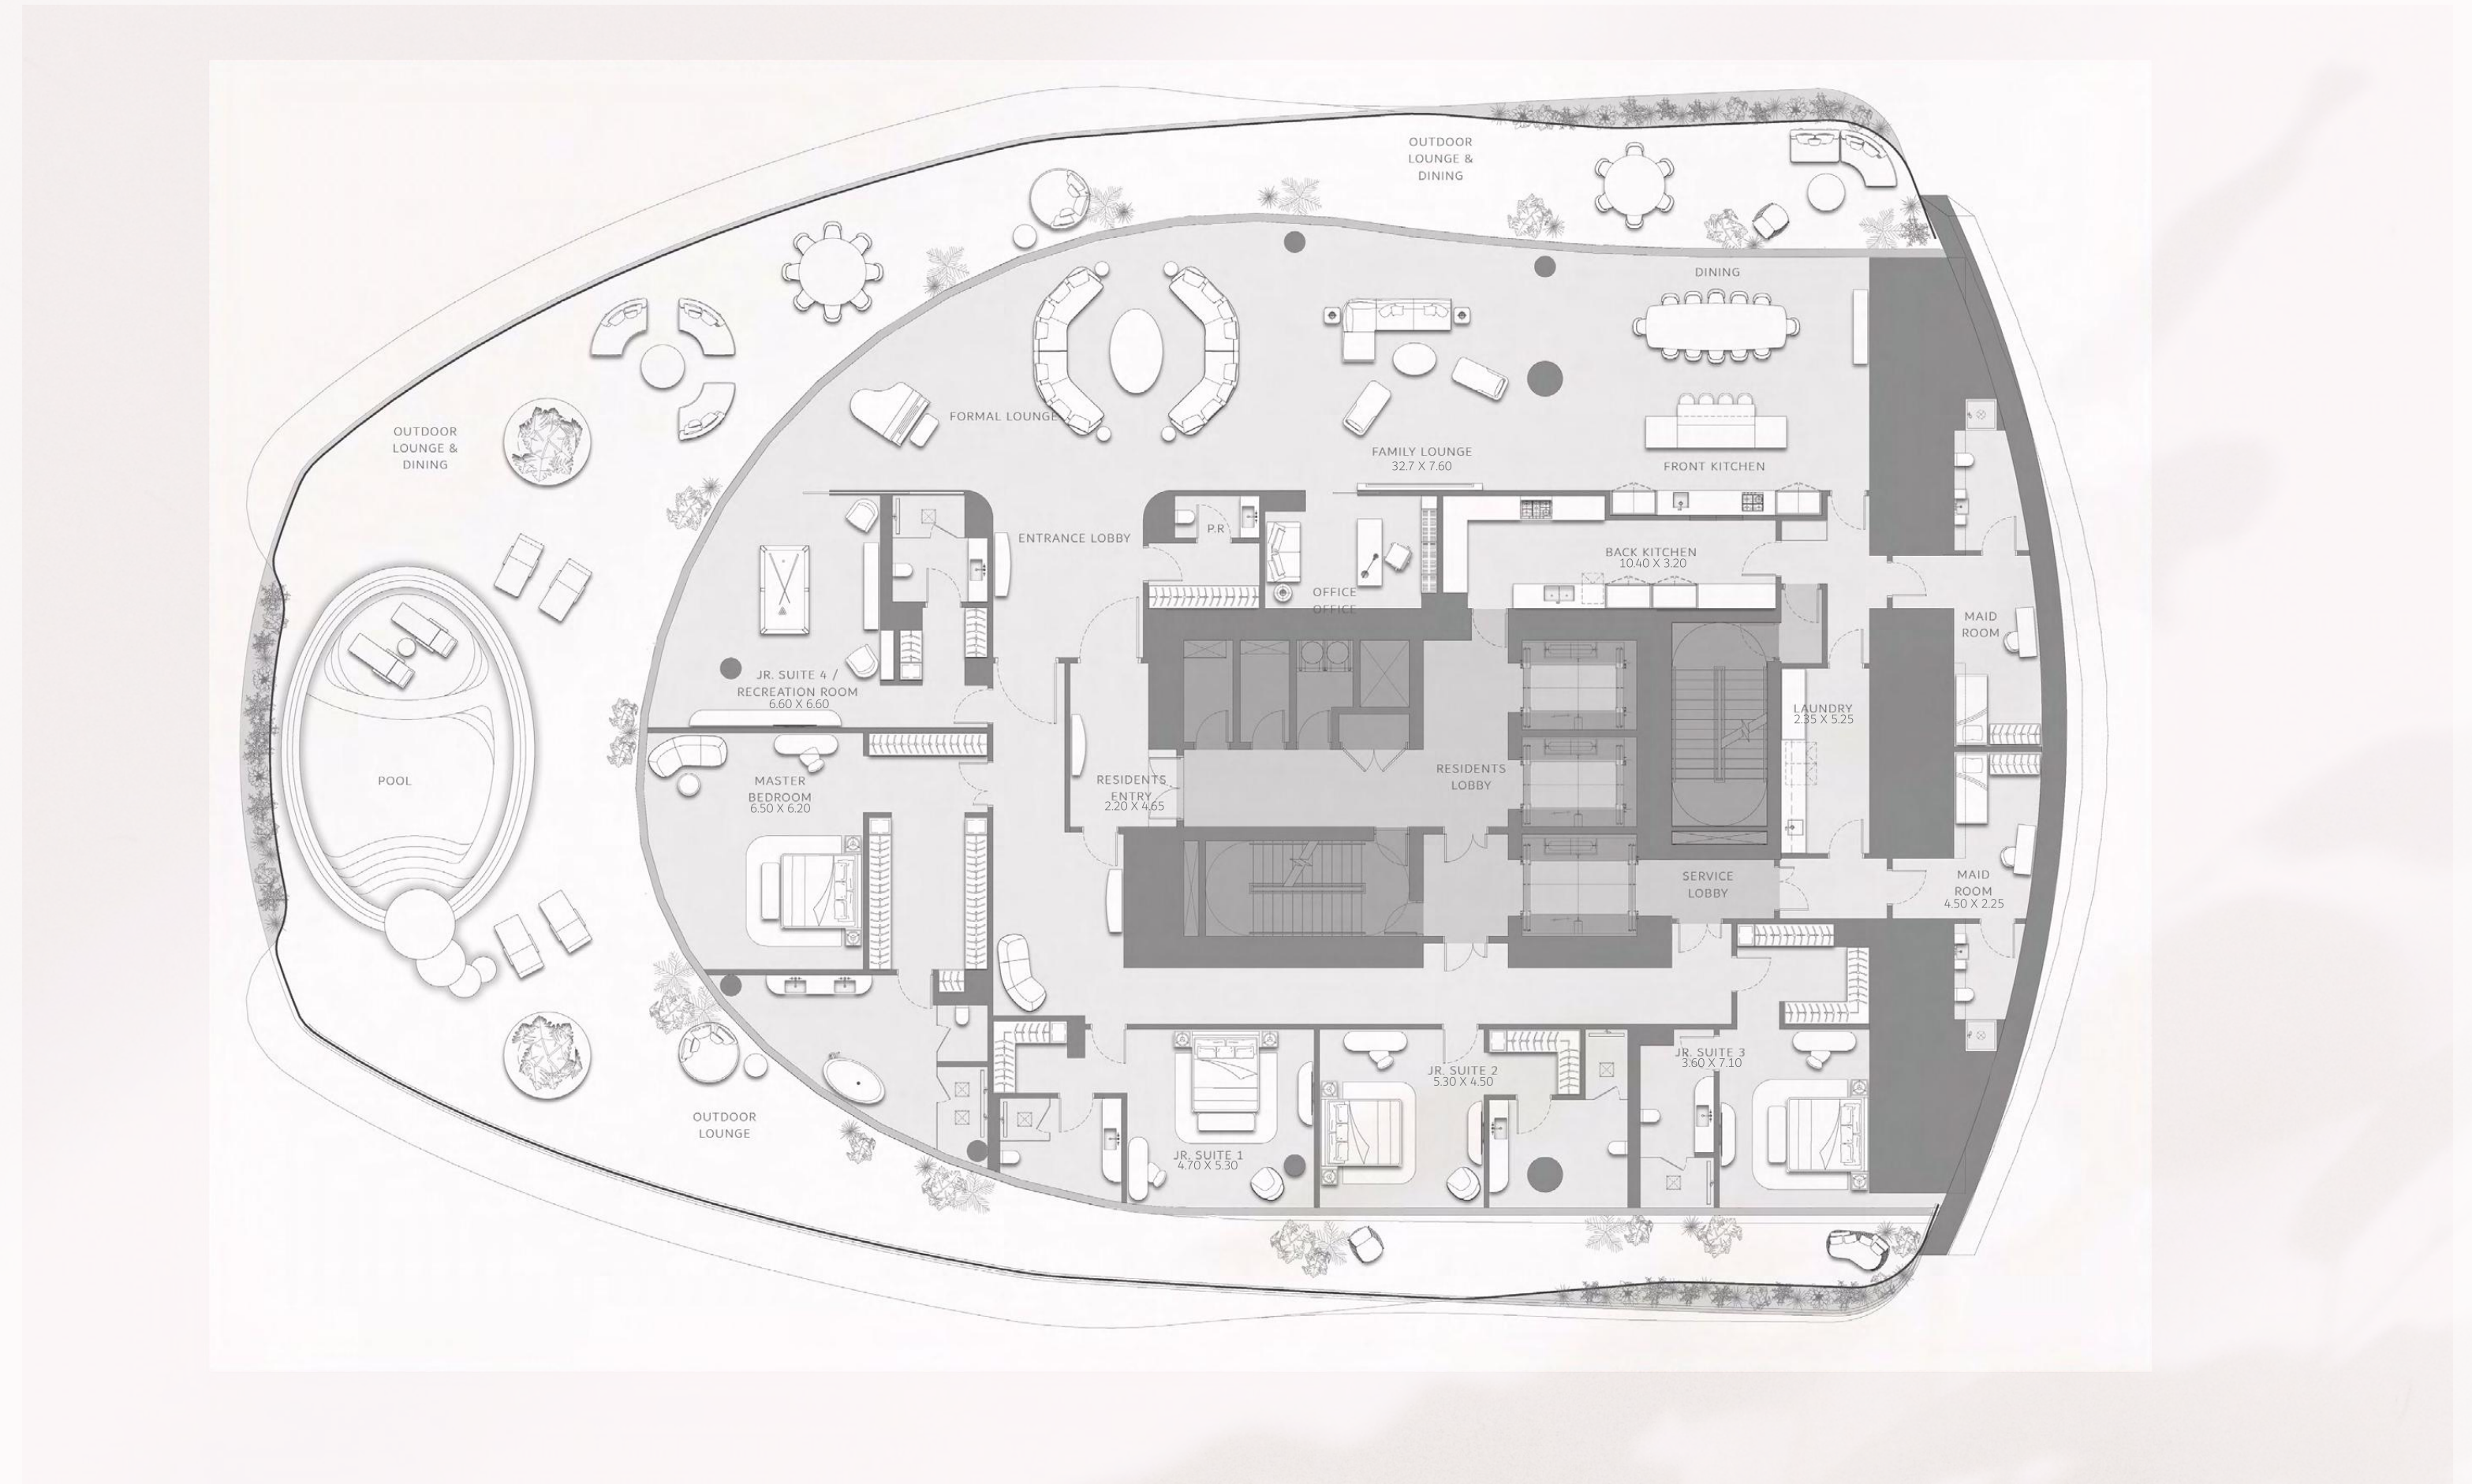 OUTDOOR
LOUNGE &
DINING
DINING
FORMAL LOUNGE
OUTDOOR
LOUNGE &
DINING
FAMILY LOUNGE
32.7 X 7.60
FRONT KITCHEN
P.R
ENTRANCE LOBBY
BACK KITCHEN
10.40 X 3.20
OFFICE
OFFICE
MAID
ROOM
JR. SUITE 4 /
RECREATION ROOM
6.60 X 6.60
LAUNDRY
2.35 X 5.25
POOL
MASTER
BEDROOM
6.50 X 6.20
RESIDENTS
ENTRY
2.20 X 4.65
RESIDENTS
LOBBY
SERVICE
LOBBY
MAID
ROOM
4.50 X 2.25
OUTDOOR
LOUNGE
JR. SUITE 1
4.70 X 5.30
JR. SUITE 2
5.30 X 4.50
JR. SUITE 3
3.60 X 7.10